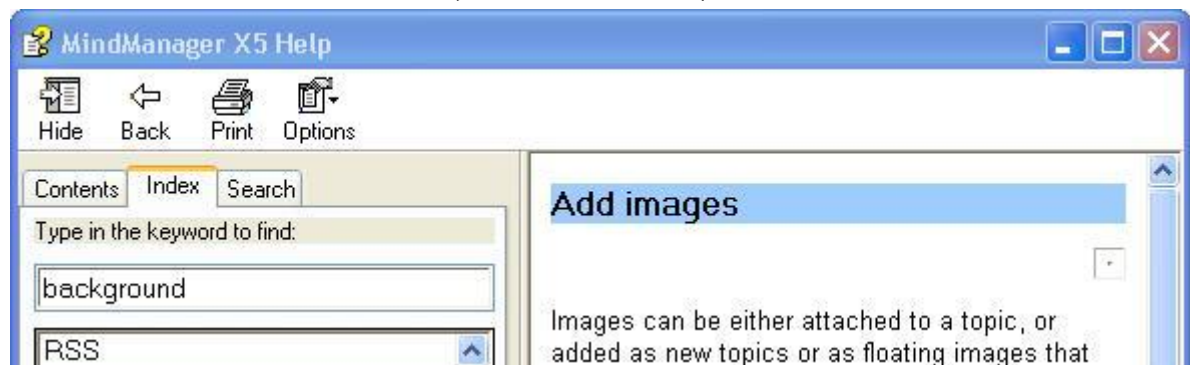 MindManager X5 Help
Hide Back Print Options
Contents Index Search
Type in the keyword to find:
background
RSS
Add images
Images can be either attached to a topic, or
added as new topics or as floating images that